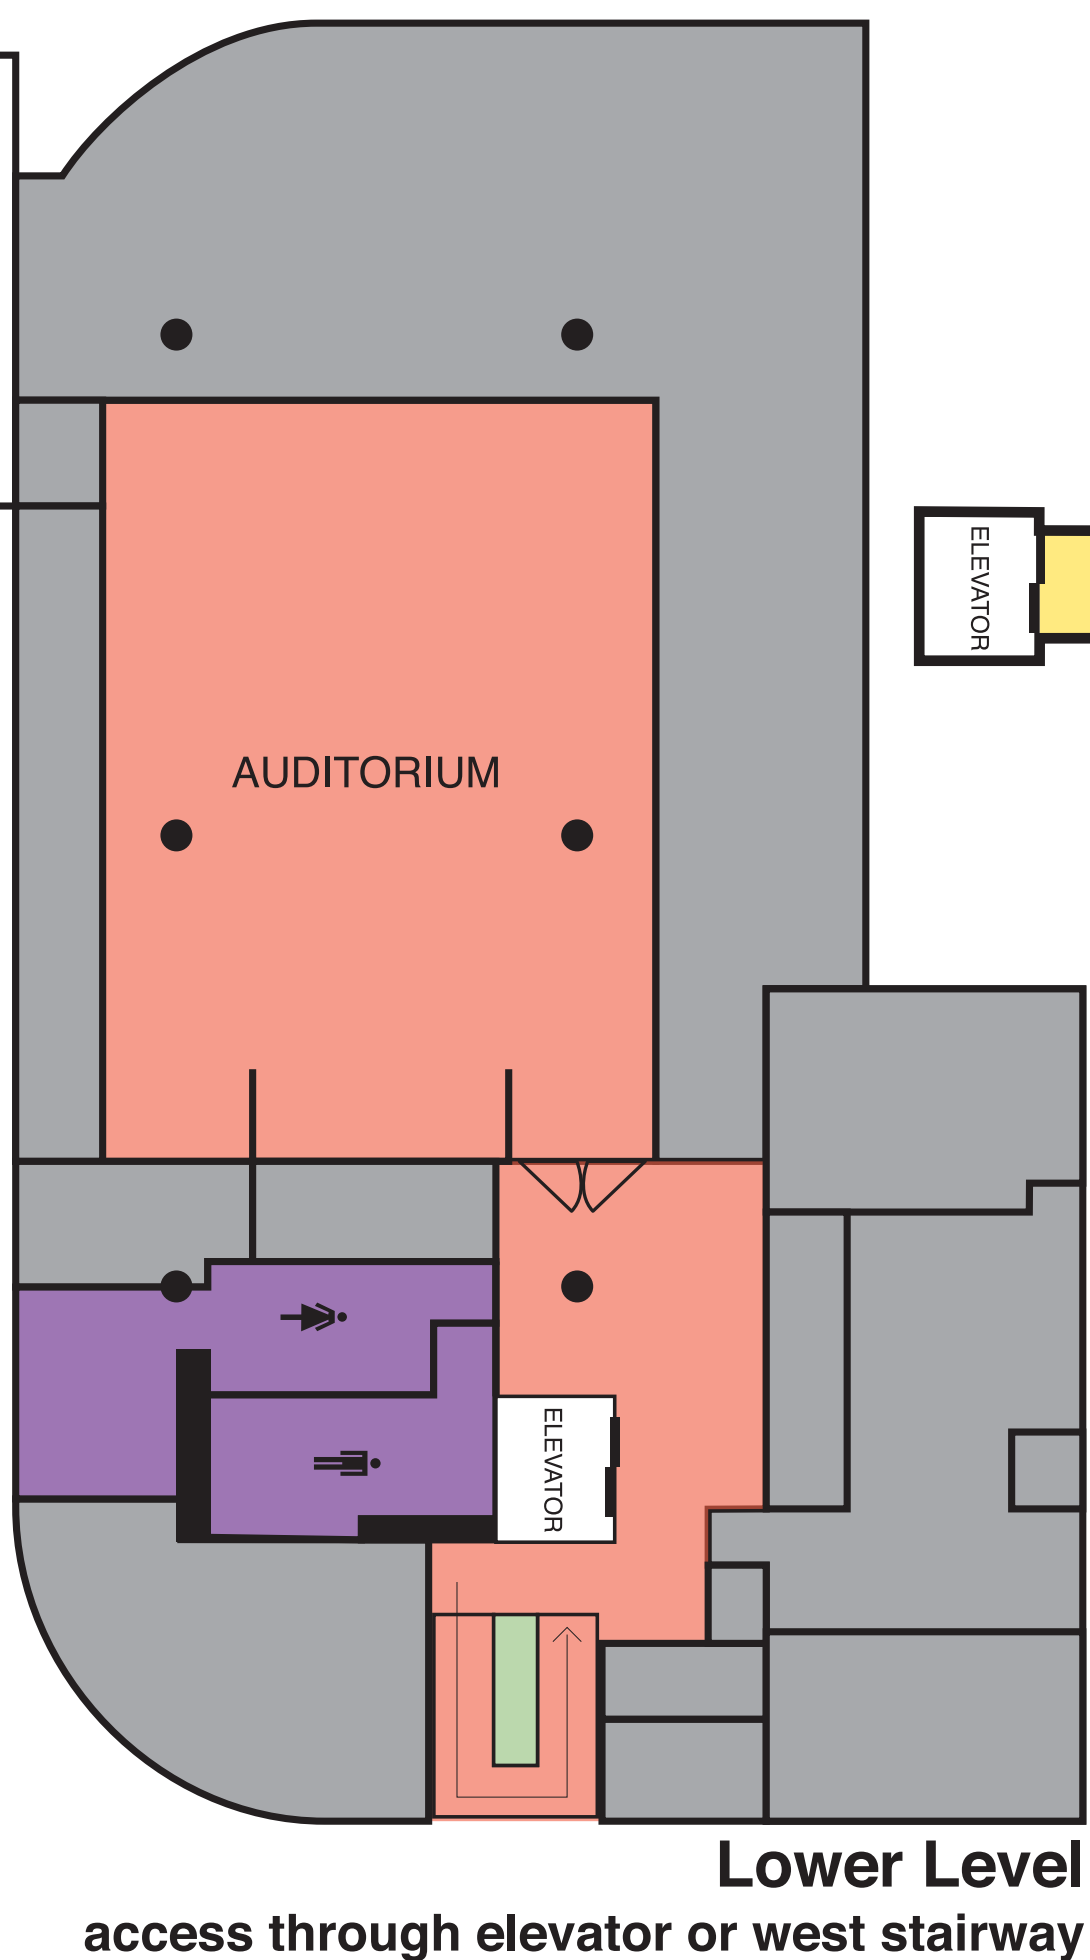 ELEVATOR
AUDITORIUM
ELEVATOR
Lower Level
access through elevator or west stairway